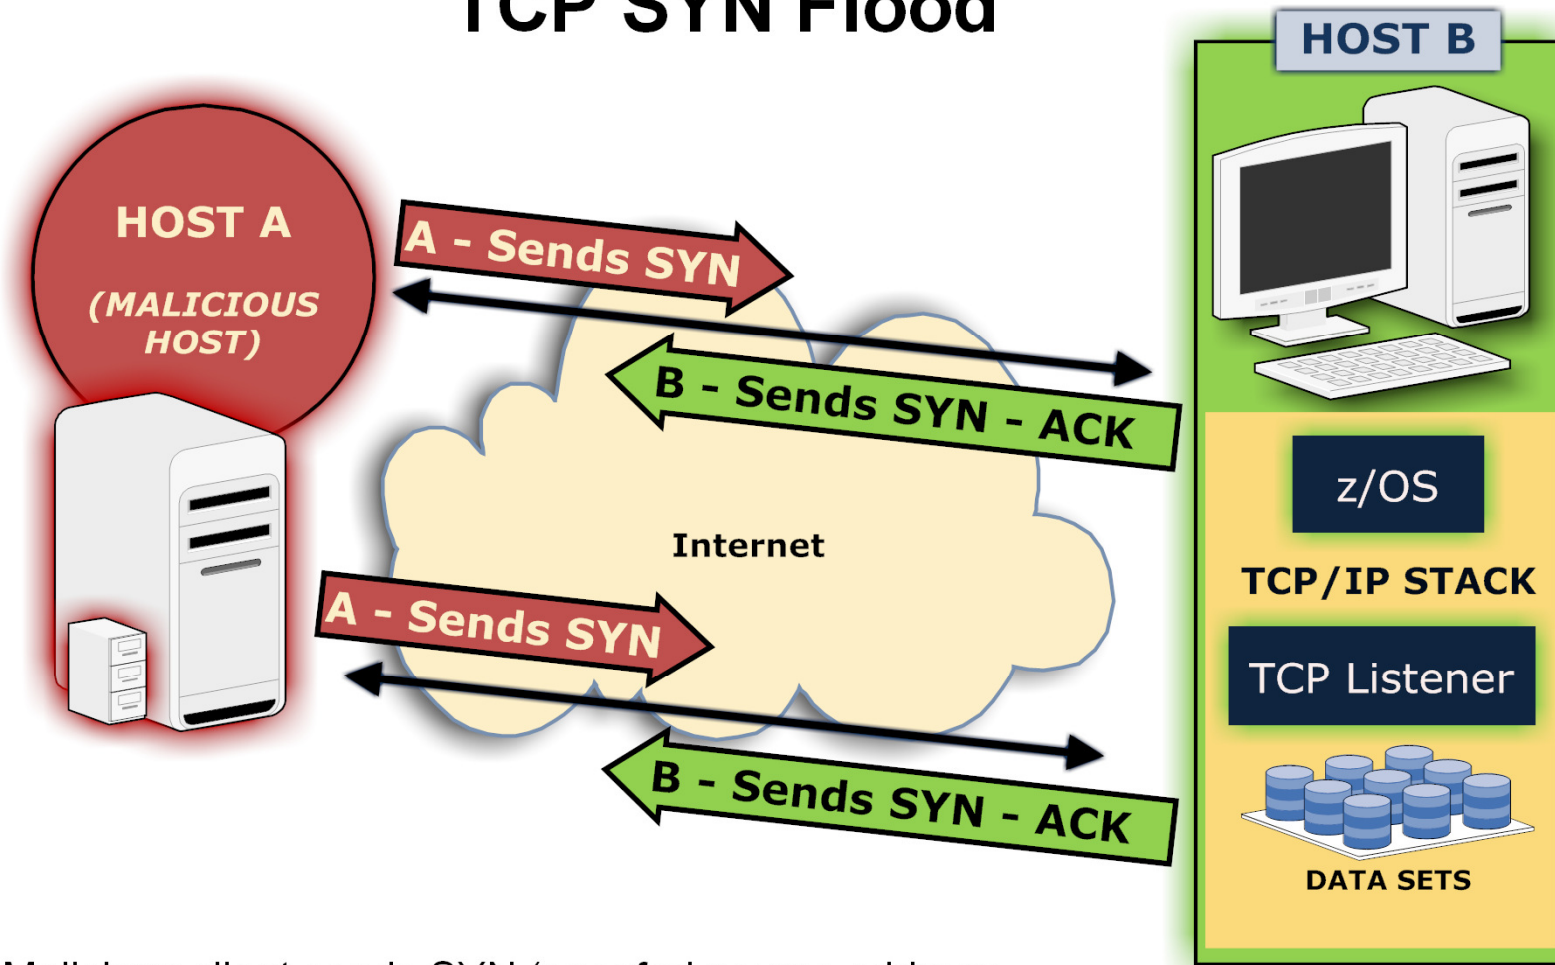 TCP SYN Flood
HOST B
HOST A
(MALICIOUS
HOST)
A - Sends SYN
B - Sends SYN - ACK
z/OS
Internet
TCP/IP STACK
A - Sends SYN
TCP Listener
B - Sends SYN - ACK
DATA SETS